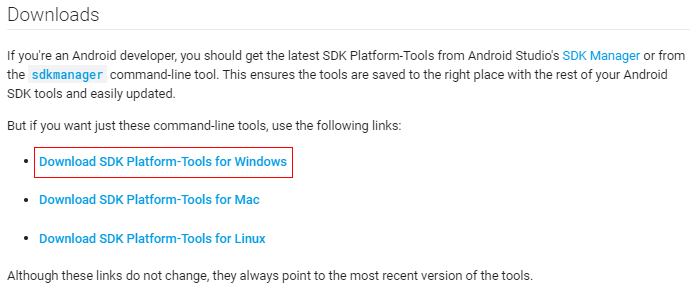 Downloads
If you're an Android developer, you should get the latest SDK Platform-Tools from Android Studio's SDK Manager or from
the sdkmanager command-line tool. This ensures the tools are saved to the right place with the rest of your Android
SDK tools and easily updated.
But if you want just these command-line tools, use the following links:
• Download SDK Platform-Tools for Windows
• Download SDK Platform-Tools for Mac
• Download SDK Platform-Tools for Linux
Although these links do not change, they always point to the most recent version of the tools.